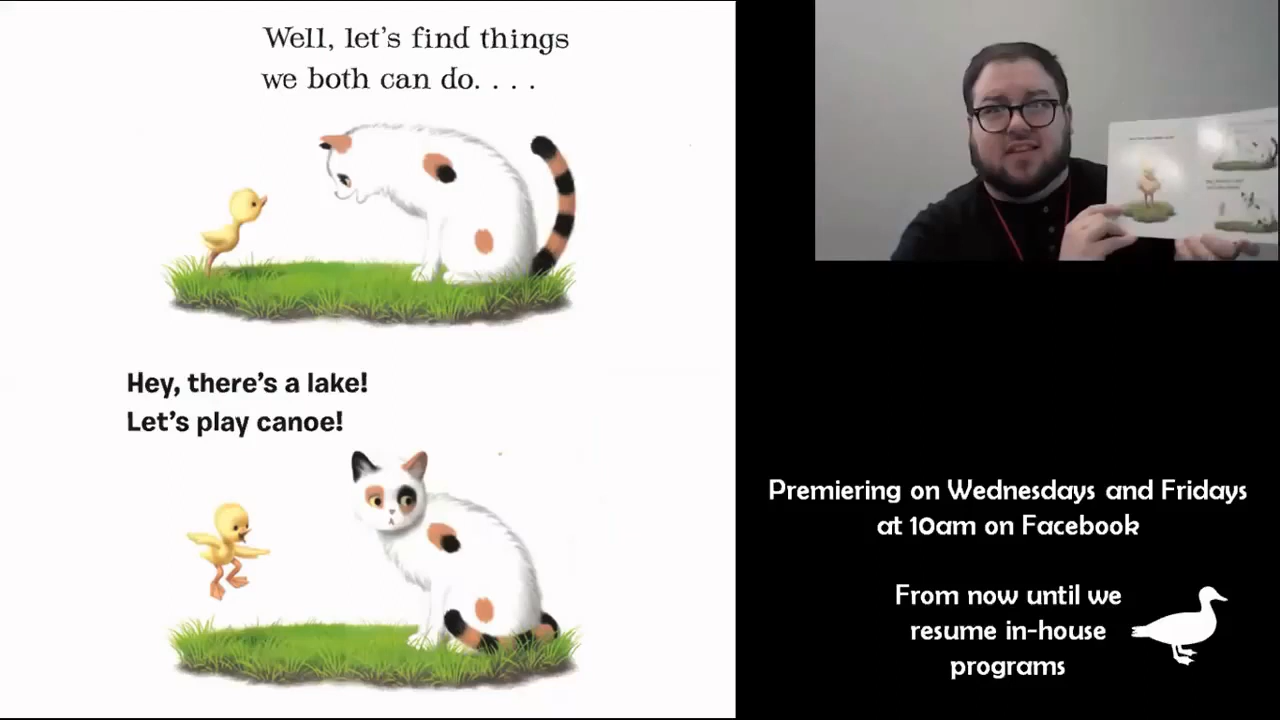 Well, let's find things
we both can do. . . .
Hey, there's a lake!
Let's play canoe!
Premiering on Wednesdays and Fridays
at 10am on Facebook
From now until we
resume in-house
programs